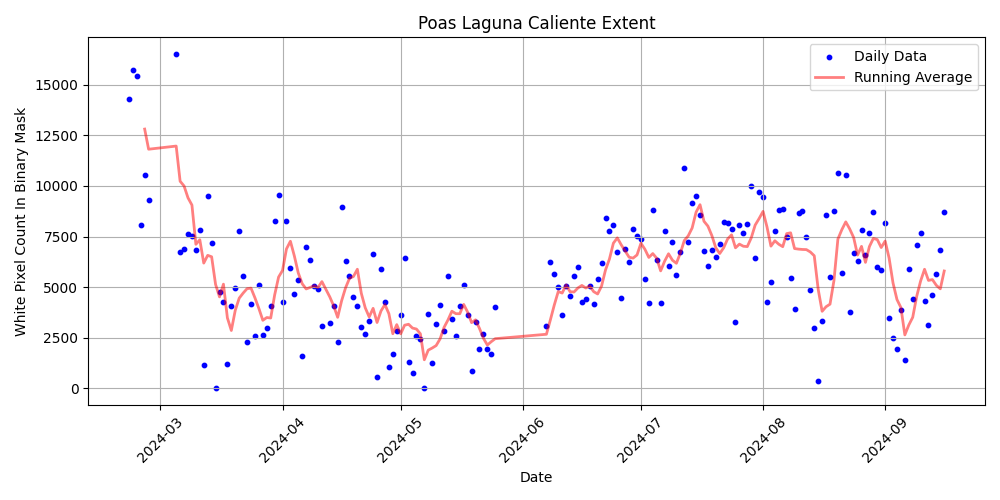 Poas Laguna Caliente Extent
White Pixel Count In Binary Mask
15000
12500
10000
7500
5000
2500
0
Daily Data
Running Average
2024-03
2024-04
2024-05
2024-06
2024-07
2024-08
2024-09
Date